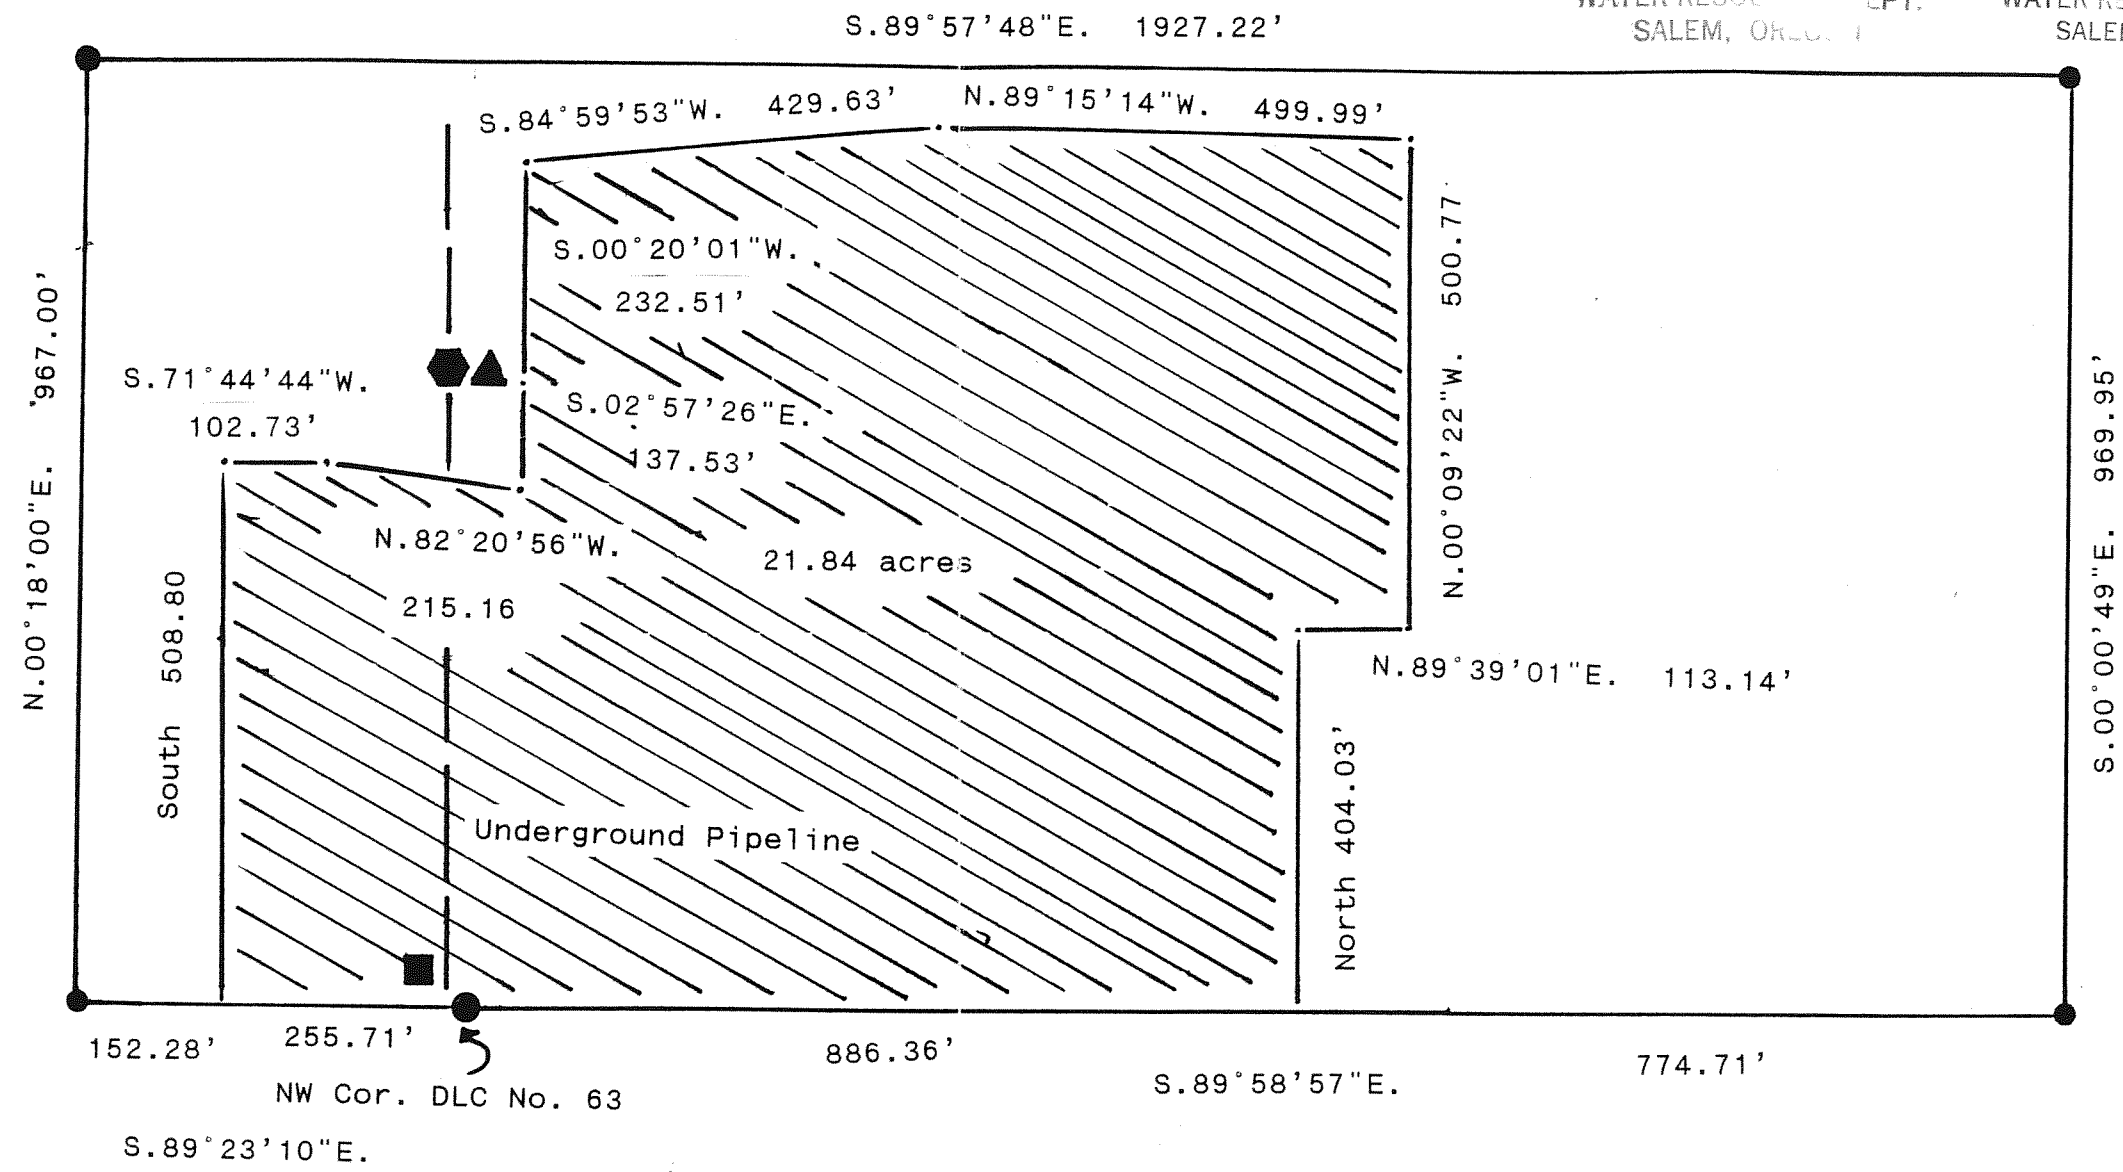 SALEM,
SALE
S.89°57'48"E. 1927.22'
S.84°59'53"W. 429.63' N.89°15'14"W. 499.99'
S.00°20'01"W.
232.51'
N.00°09'22"W. 500.77
N.00°18'00"E. 967.00'
S.71°44'44"W.
102.73'
S.02°57'26"E.
137.53'
S.00°00'49"E. 969.95'
N.82°20'56"W.
21.84 acres
215.16
South 508.80
N.89°39'01"E. 113.14'
North 404.03'
Underground Pipeline
152.28' 255.71' 886.36' 774.71'
NW Cor. DLC No. 63
S.89°58'57"E.
S.89°23'10"E.